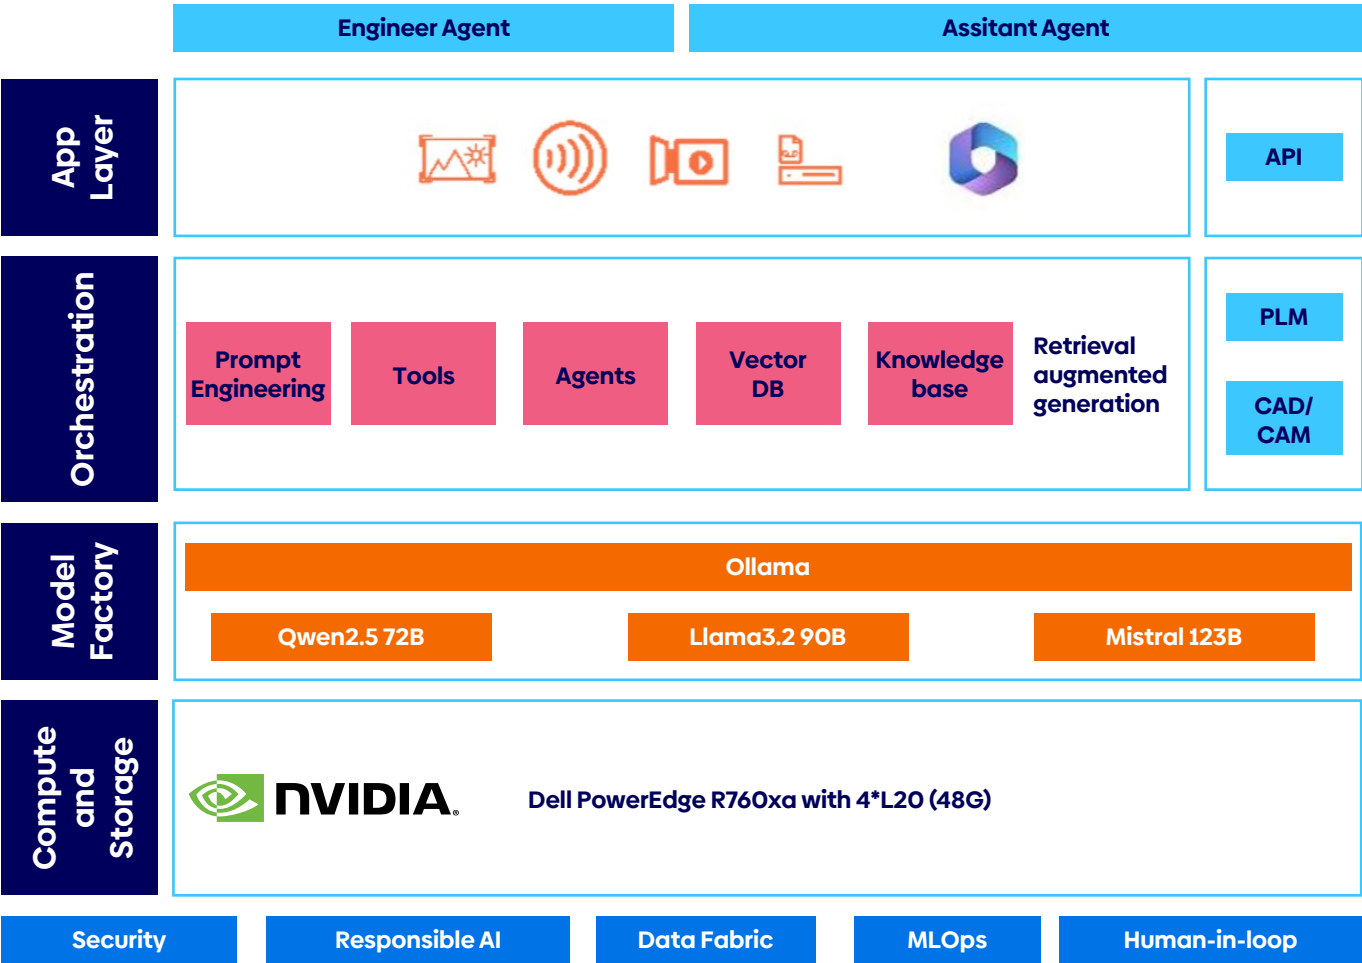 Engineer Agent
Assitant Agent
App
Layer
API
Orchestration
Prompt
Engineering
Tools
Agents
Vector
DB
Knowledge
base
Retrieval
augmented
generation
PLM
CAD/
CAM
Model
Factory
Ollama
Qwen2.5 72B
Llama3.2 90B
Mistral 123B
Compute
and
Storage
NVIDIA.
Dell PowerEdge R760xa with 4*L20 (48G)
Security
Responsible AI
Data Fabric
MLOps
Human-in-loop